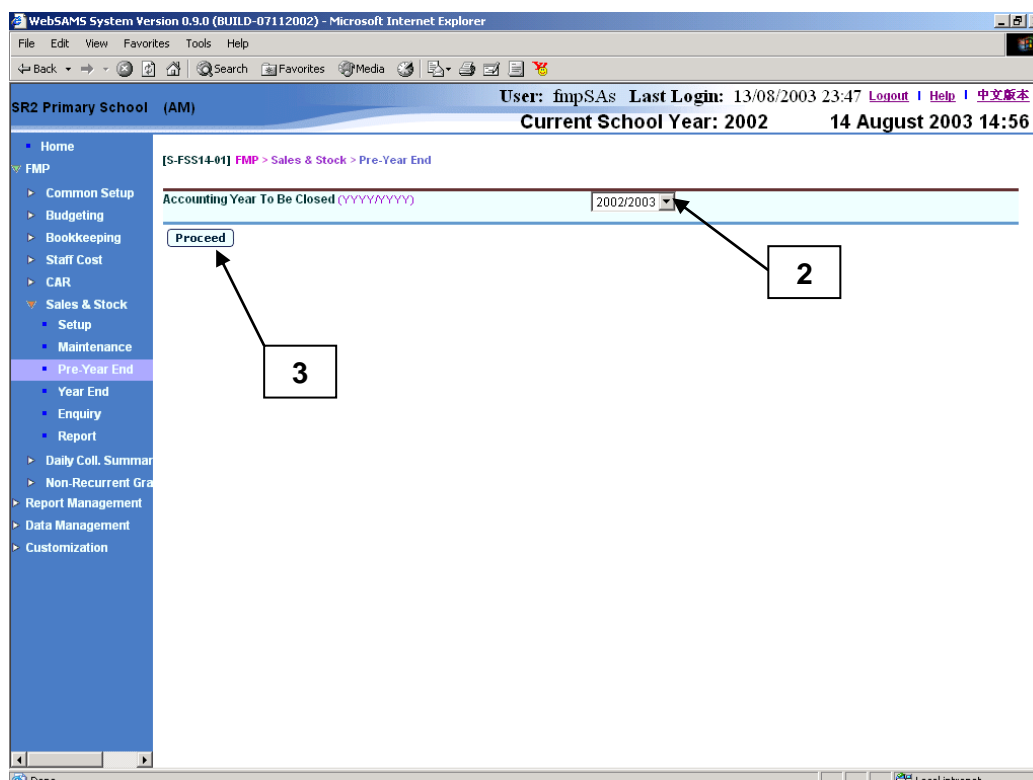 WebSAMS System Version 0.9.0 (BUILD-07112002) - Microsoft Internet Explorer
File Edit View Favorites Tools Help
Back Search Favorites Media
SR2 Primary School (AM)
User: fmpSAs Last Login: 13/08/2003 23:47 Logout | Help | 中文版本
Current School Year: 2002 14 August 2003 14:56
Home
FMP
Common Setup
Budgeting
Bookkeeping
Staff Cost
CAR
Sales & Stock
Setup
Maintenance
Pre-Year End
Year End
Enquiry
Report
Daily Coll. Summar
Non-Recurrent Gra
Report Management
Data Management
Customization
[S-FSS14-01] FMP > Sales & Stock > Pre-Year End
Accounting Year To Be Closed (YYYY/YYYY) 2002/2003
Proceed
2
3
Done Local intranet